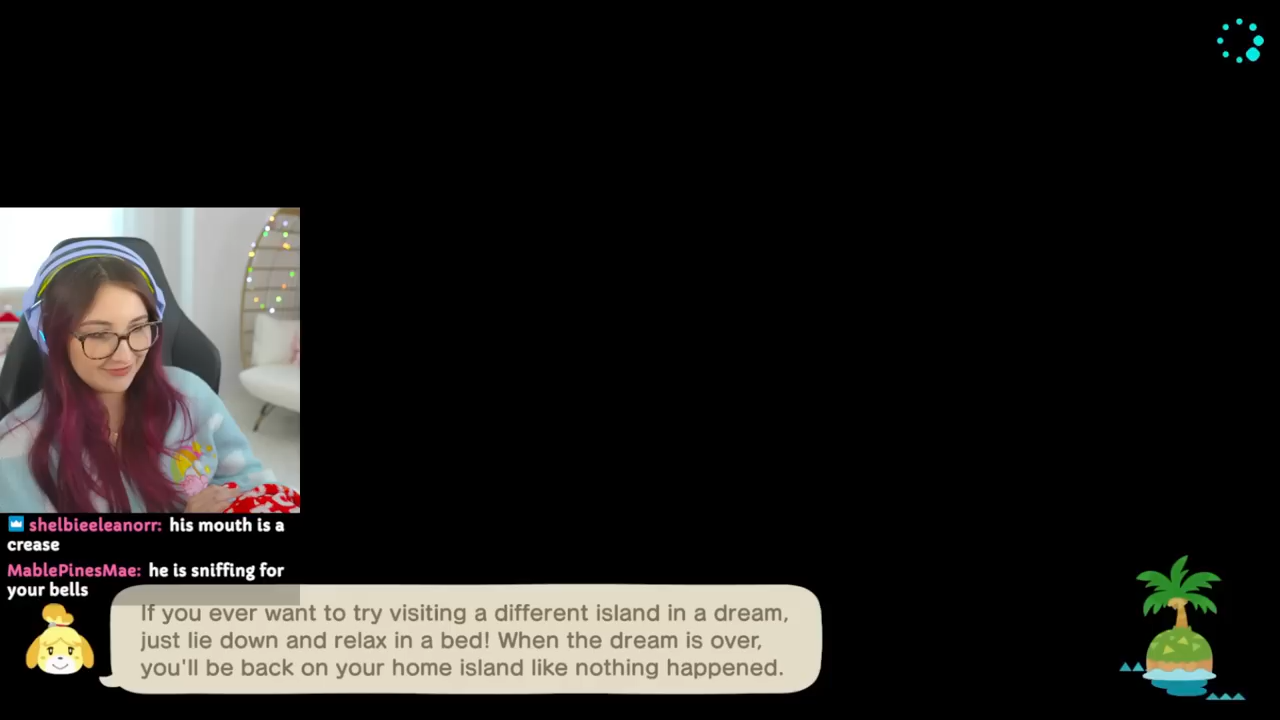 shelbieeleanorr: his mouth is a
crease
MablePinesMae: he is sniffing for
your bells
If you ever want to try visiting a different island in a dream,
just lie down and relax in a bed! When the dream is over,
you'll be back on your home island like nothing happened.